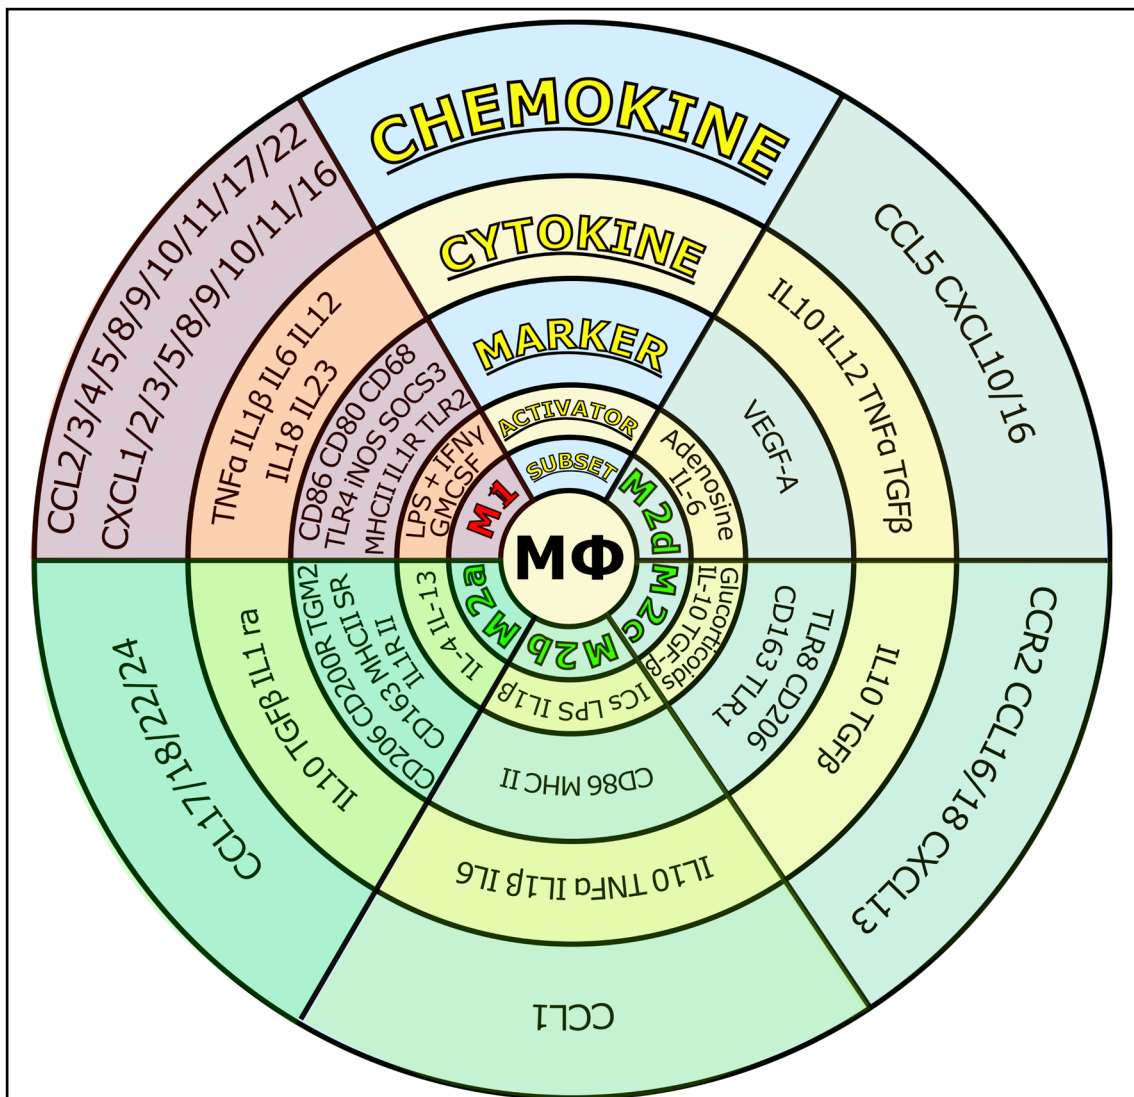 CHEMOKINE
CYTOKINE
MARKER
ACTIVATOR
SUBSET
MΦ
CCL5 CXCL10/16
IL10 IL12 TNFα TGFβ
VEGF-A
Adenosine
IL-6
M2d
CCR2 CCL16/18 CXCL13
IL10 TGFβ
TLR8 CD206
CD163 TLR1
Glucorticoids
IL-10 TGF-β
M2c
CCL1
IL10 TNFα IL1β IL6
CD86 MHC II
ICs LPS IL1β
M2b
CCL17/18/22/24
IL10 TGFβ IL1 ra
CD206 CD200R TGM2
CD163 MHCII SR
IL1R II
IL-4 IL-13
M2a
CCL2/3/4/5/8/9/10/11/17/22
CXCL1/2/3/5/8/9/10/11/16
TNFα IL1β IL6 IL12
IL18 IL23
CD86 CD80 CD68
TLR4 iNOS SOCS3
MHCII IL1R TLR2
LPS + IFNγ
GMCSF
M1